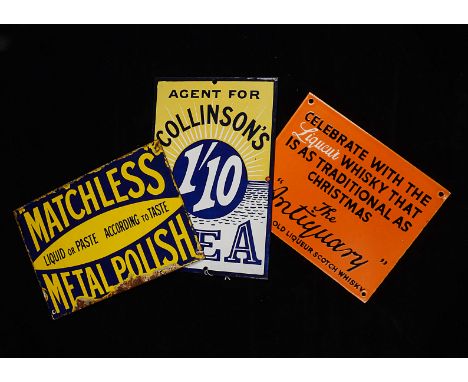 MATCHLESS
LIQUID OR PASTE ACCORDING TO TASTE
METAL POLISH
AGENT FOR
COLLINSON'S
1'/10
TEA
CELEBRATE WITH THE
Liqueur WHISKY THAT
IS AS TRADITIONAL AS
CHRISTMAS
The
"Antiquary"
OLD LIQUEUR SCOTCH WHISKY